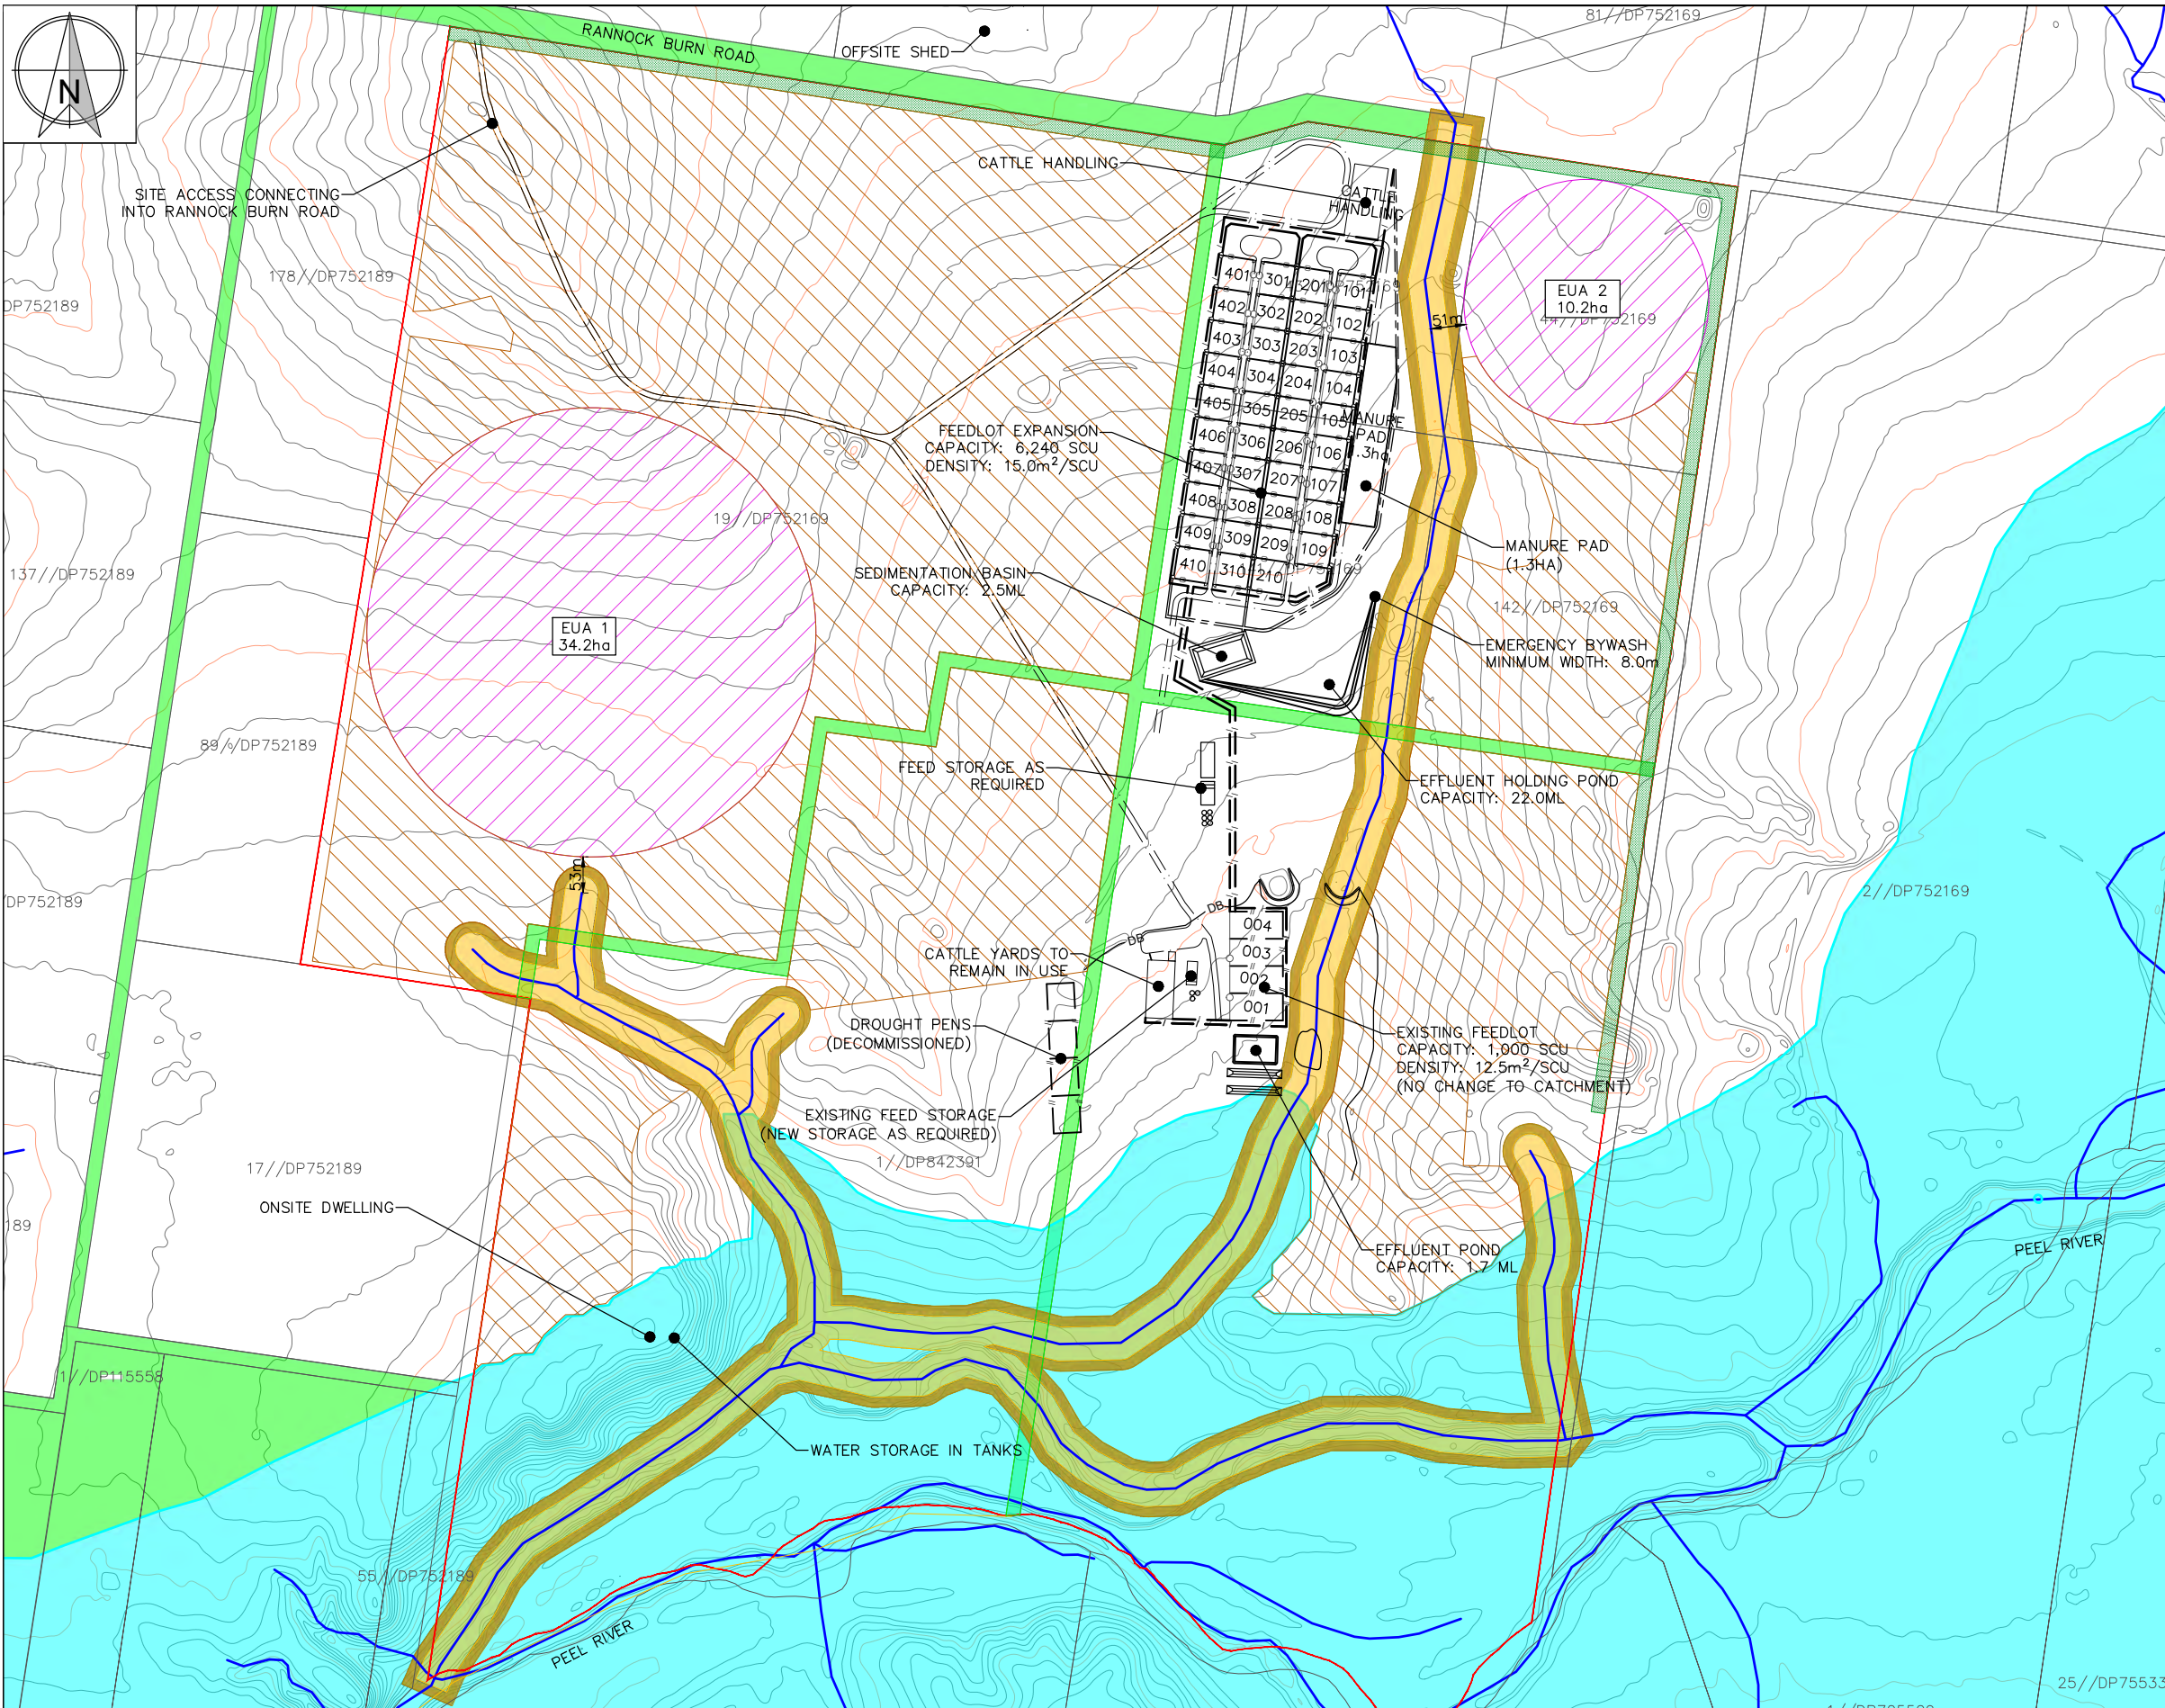 N
RANNOCK BURN ROAD
OFFSITE SHED
81//DP752169
SITE ACCESS CONNECTING
INTO RANNOCK BURN ROAD
CATTLE HANDLING
CATTLE
HANDLING
178//DP752189
DP752189
EUA 2
10.2ha
44//DP752169
51m
401 301 201 101
402 302 202 102
403 303 203 103
404 304 204 104
405 305 205 105
406 306 206 106
407 307 207 107
408 308 208 108
409 309 209 109
410 310 210
MANURE
PAD
FEEDLOT EXPANSION
CAPACITY: 6,240 SCU
DENSITY: 15.0m²/SCU
19//DP752169
MANURE PAD
(1.3HA)
137//DP752189
SEDIMENTATION BASIN
CAPACITY: 2.5ML
142//DP752169
EUA 1
34.2ha
EMERGENCY BYWASH
MINIMUM WIDTH: 8.0m
89//DP752189
FEED STORAGE AS
REQUIRED
EFFLUENT HOLDING POND
CAPACITY: 22.0ML
53m
DP752189
2//DP752169
DB
DB
004
003
002
001
CATTLE YARDS TO
REMAIN IN USE
DROUGHT PENS
(DECOMMISSIONED)
EXISTING FEEDLOT
CAPACITY: 1,000 SCU
DENSITY: 12.5m²/SCU
(NO CHANGE TO CATCHMENT)
EXISTING FEED STORAGE
(NEW STORAGE AS REQUIRED)
1//DP842391
17//DP752189
ONSITE DWELLING
189
EFFLUENT POND
CAPACITY: 1.7 ML
PEEL RIVER
1//DP115558
WATER STORAGE IN TANKS
55//DP752189
PEEL RIVER
25//DP75533